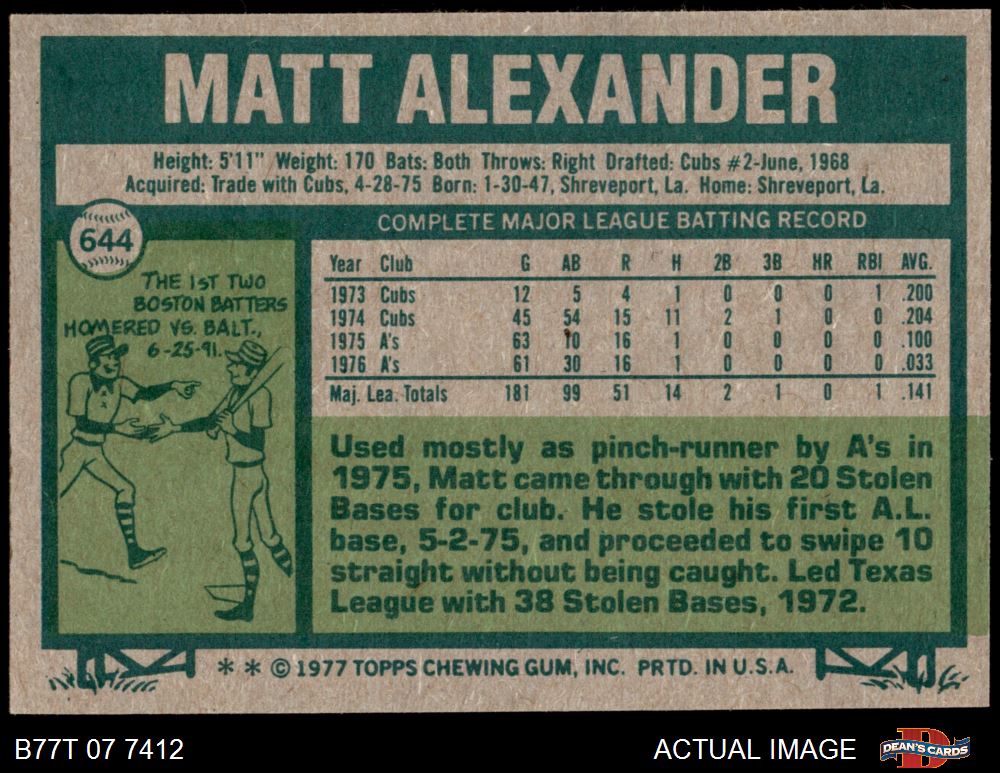 MATT ALEXANDER
Height: 5'11" Weight: 170 Bats: Both Throws: Right Drafted: Cubs #2-June, 1968
Acquired: Trade with Cubs, 4-28-75 Born: 1-30-47, Shreveport, La. Home: Shreveport, La.
644
THE 1ST TWO
BOSTON BATTERS
HOMERED VS. BALT.,
6-25-91.
A
COMPLETE MAJOR LEAGUE BATTING RECORD
Year Club G AB R H 2B 3B HR RBI AVG.
1973 Cubs 12 5 4 1 0 0 0 1 .200
1974 Cubs 45 54 15 11 2 1 0 0 .204
1975 A's 63 10 16 1 0 0 0 0 .100
1976 A's 61 30 16 1 0 0 0 0 .033
Maj. Lea. Totals 181 99 51 14 2 1 0 1 .141
Used mostly as pinch-runner by A's in
1975, Matt came through with 20 Stolen
Bases for club. He stole his first A.L.
base, 5-2-75, and proceeded to swipe 10
straight without being caught. Led Texas
League with 38 Stolen Bases, 1972.
* * © 1977 TOPPS CHEWING GUM, INC. PRTD. IN U.S.A.
B77T 07 7412
ACTUAL IMAGE
DEAN'S CARDS